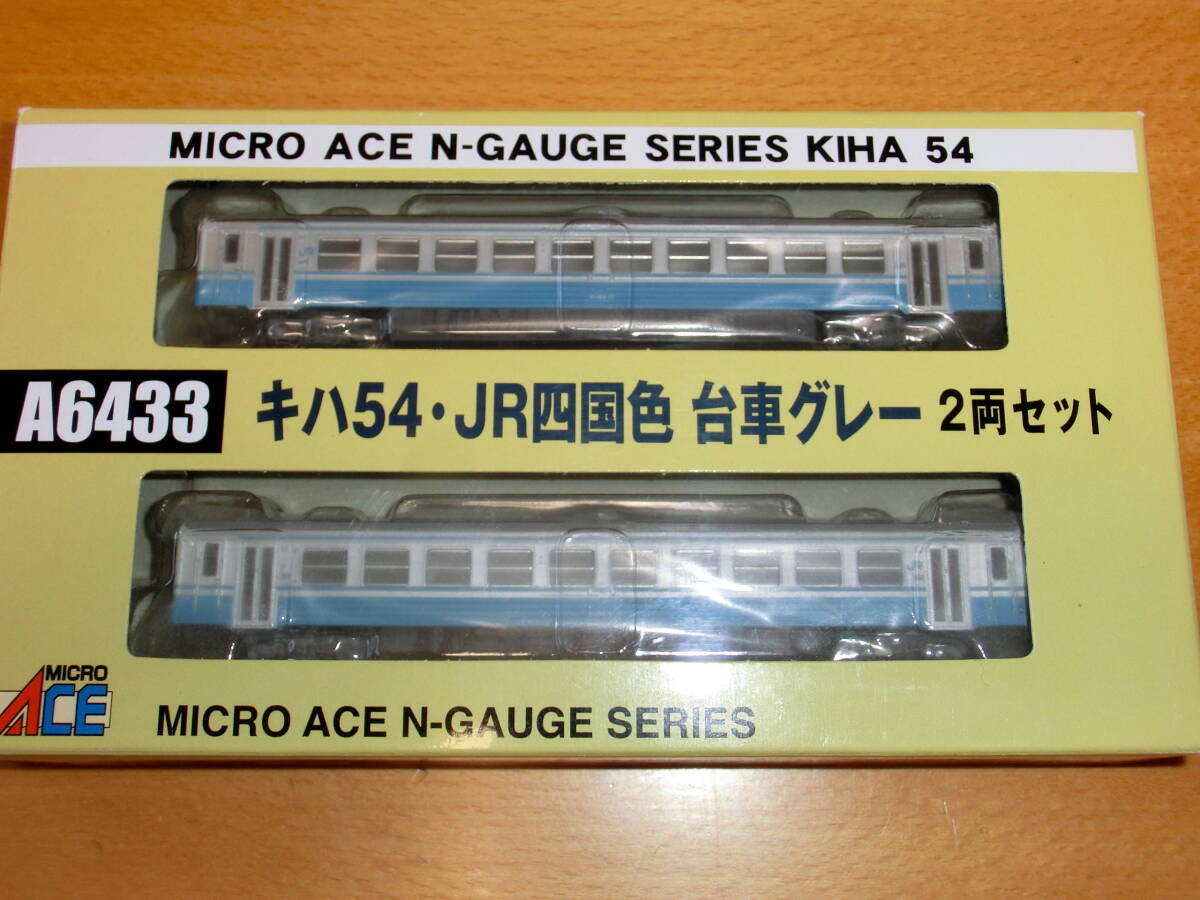 MICRO ACE N-GAUGE SERIES KIHA 54
A6433
キハ54・JR四国色 台車グレー 2両セット
MICRO
ACE
MICRO ACE N-GAUGE SERIES